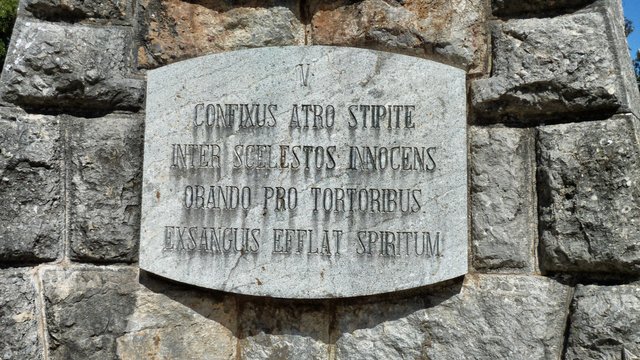 V.
CONFIXUS ATRO STIPITE
INTER SCELESTOS INNOCENS
OBANDO PRO TORTORIBUS
EXSANGUIS EFFLAT SPIRITUM